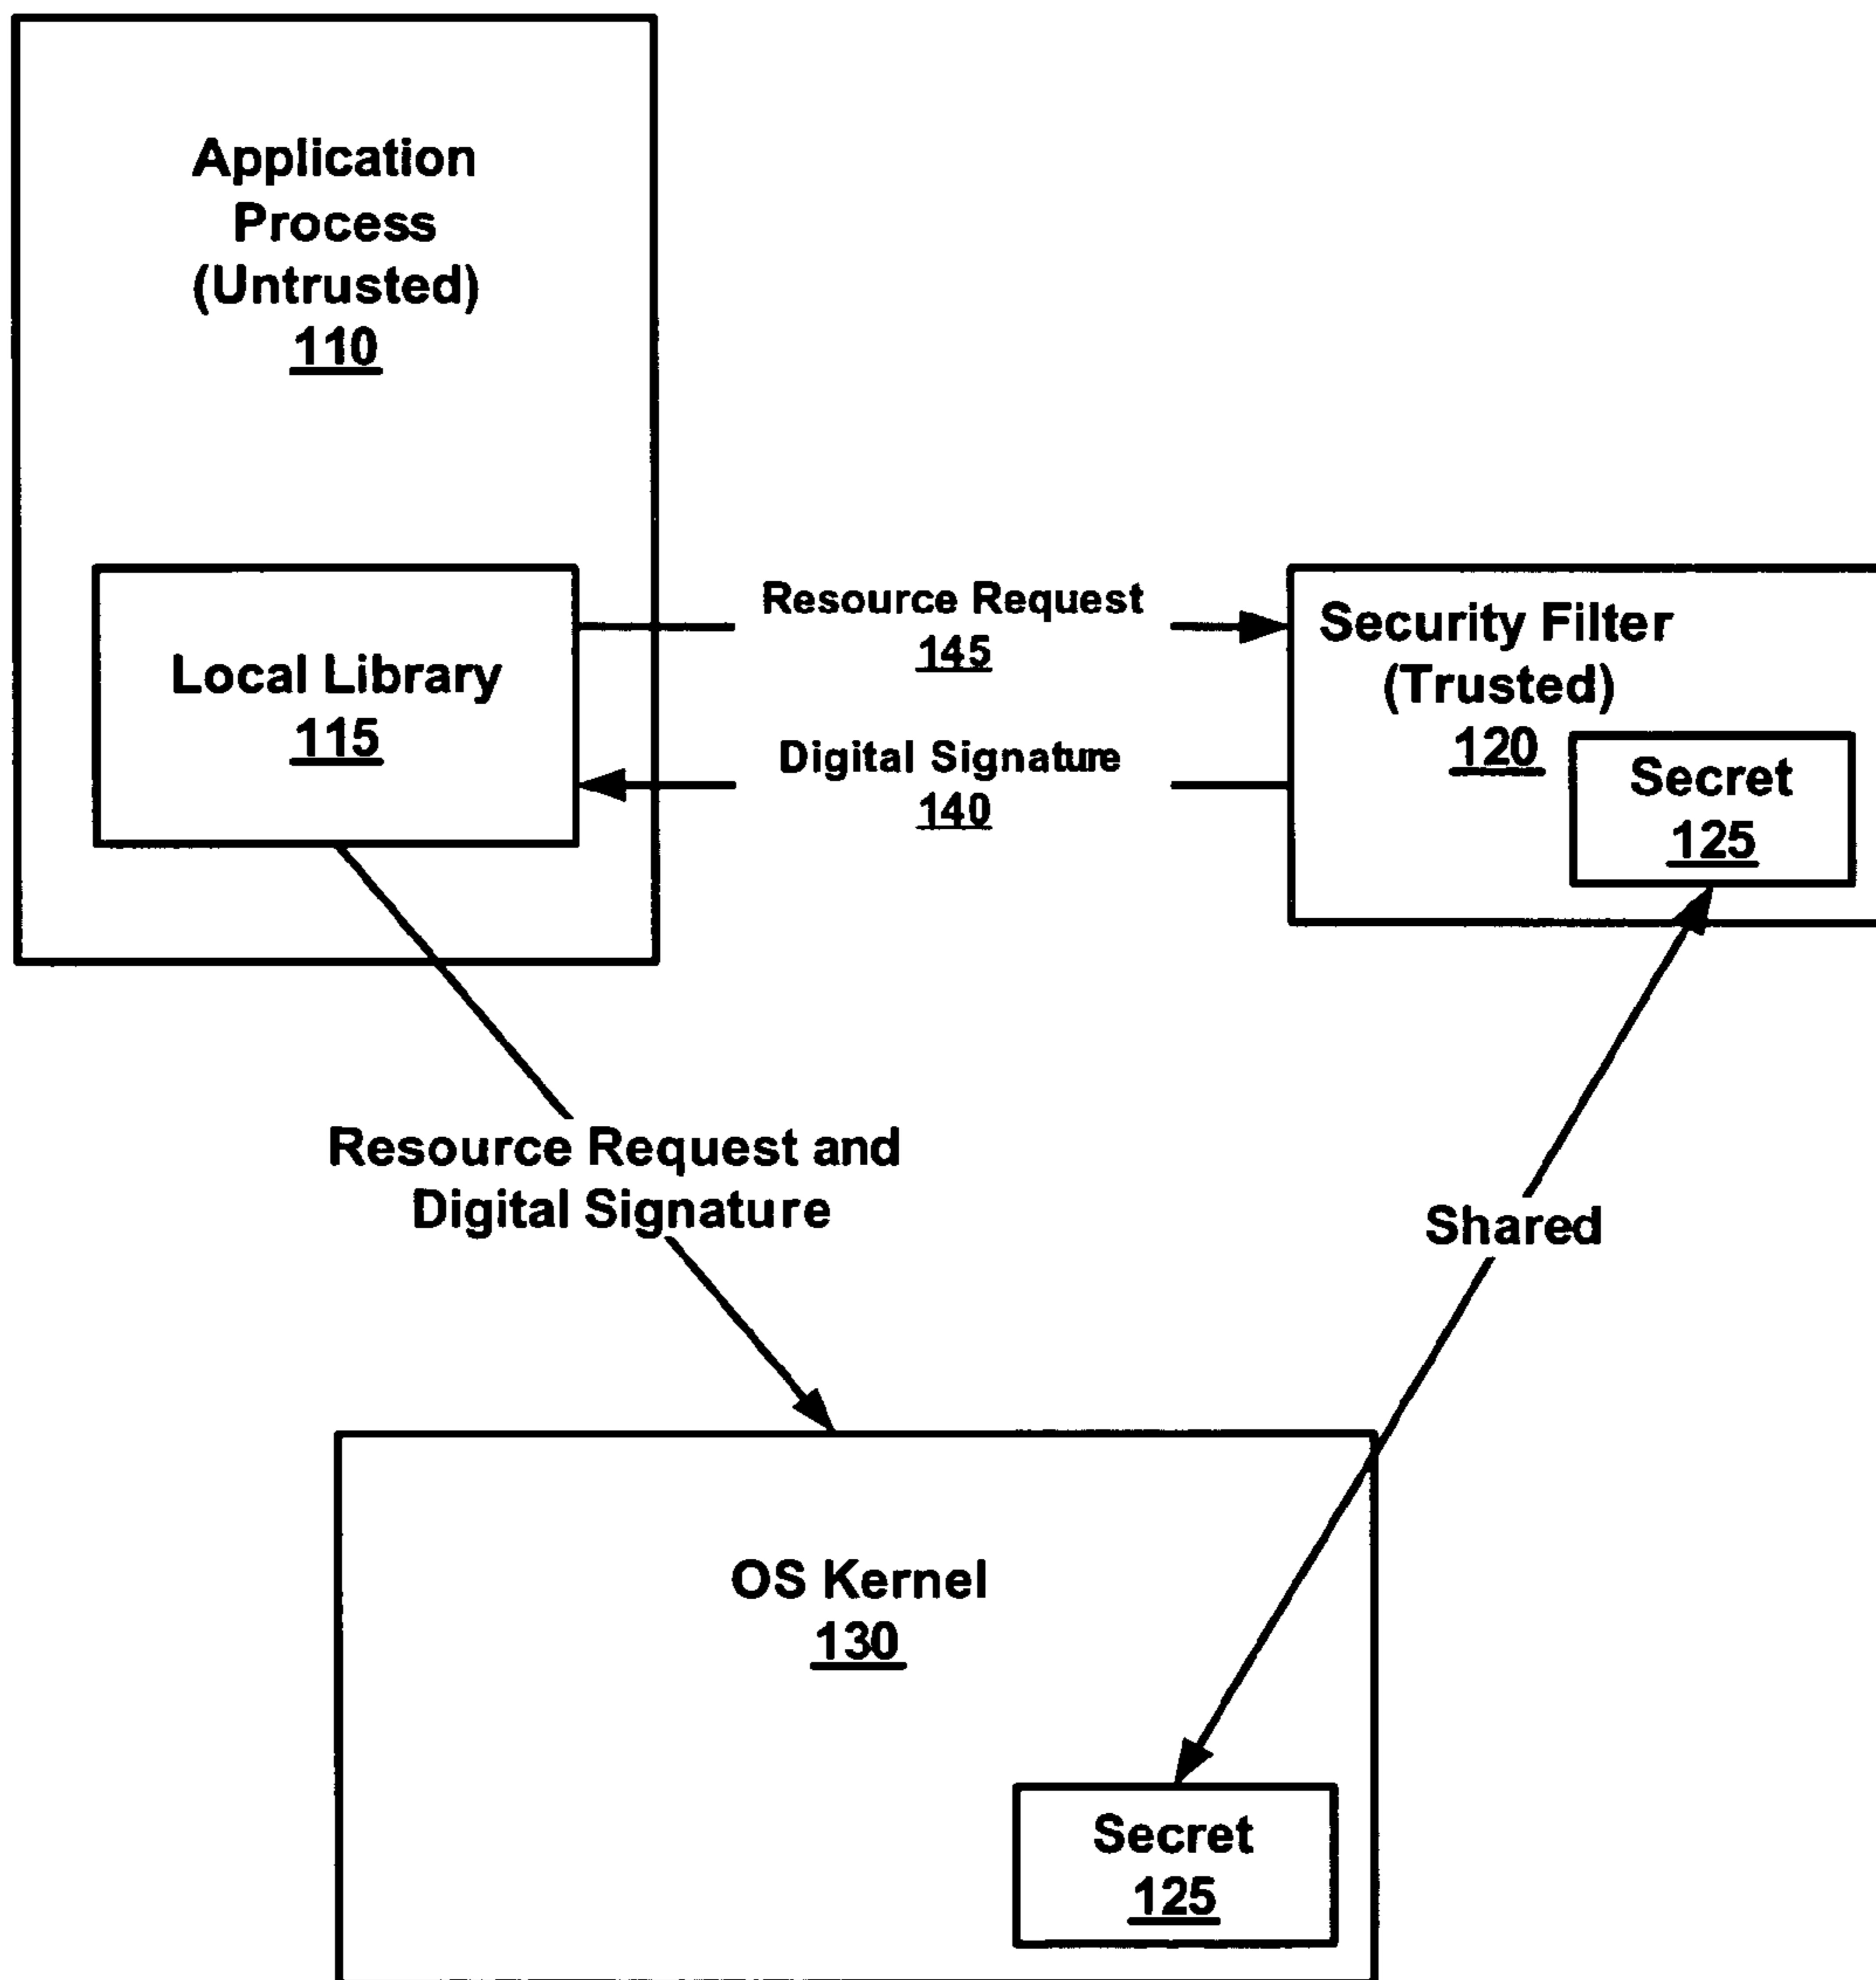 Application
Process
(Untrusted)
110
Local Library
115
Resource Request
145
Digital Signature
140
Security Filter
(Trusted)
120
Secret
125
Resource Request and
Digital Signature
Shared
OS Kernel
130
Secret
125